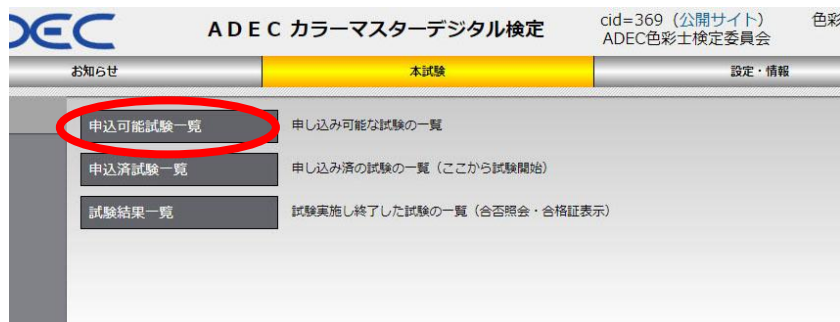 DEC
ADEC カラーマスターデジタル検定
cid=369（公開サイト）
色彩
ADEC色彩士検定委員会
お知らせ
本試験
設定・情報
申込可能試験一覧
申し込み可能な試験の一覧
申込済試験一覧
申し込み済の試験の一覧（ここから試験開始）
試験結果一覧
試験実施し終了した試験の一覧（合否照会・合格証表示）